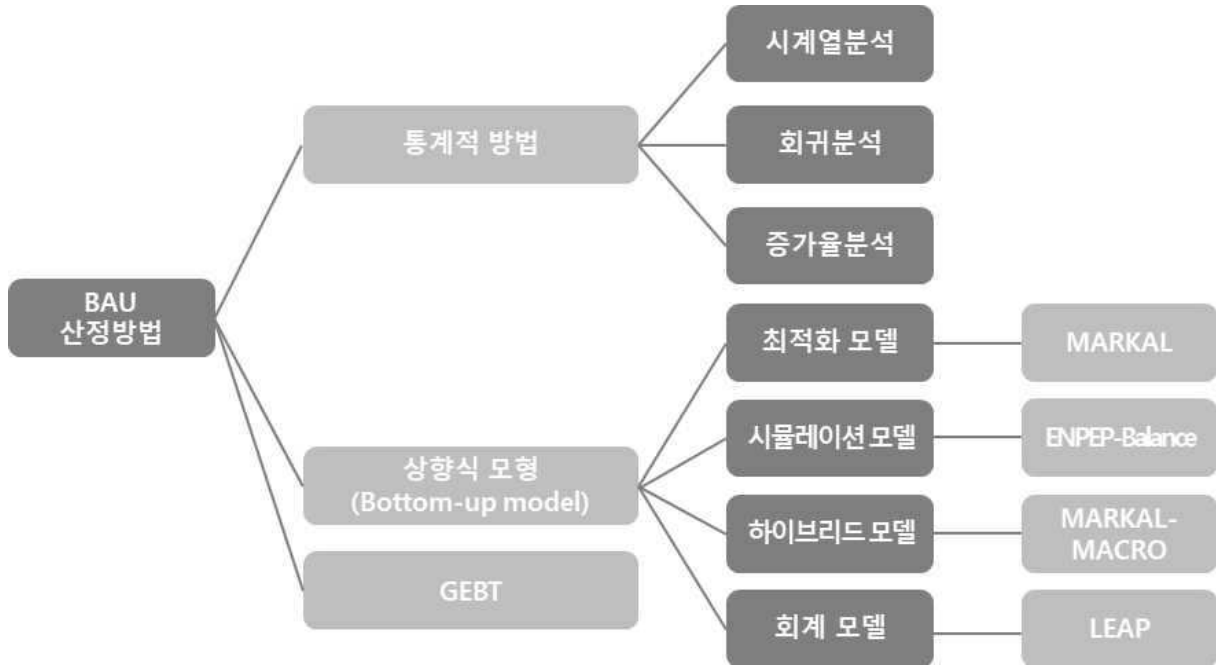 BAU
산정방법
통계적 방법
시계열분석
회귀분석
증가율분석
상향식 모형
(Bottom-up model)
최적화 모델
MARKAL
시뮬레이션 모델
ENPEP-Balance
하이브리드 모델
MARKAL-
MACRO
회계 모델
LEAP
GEBT